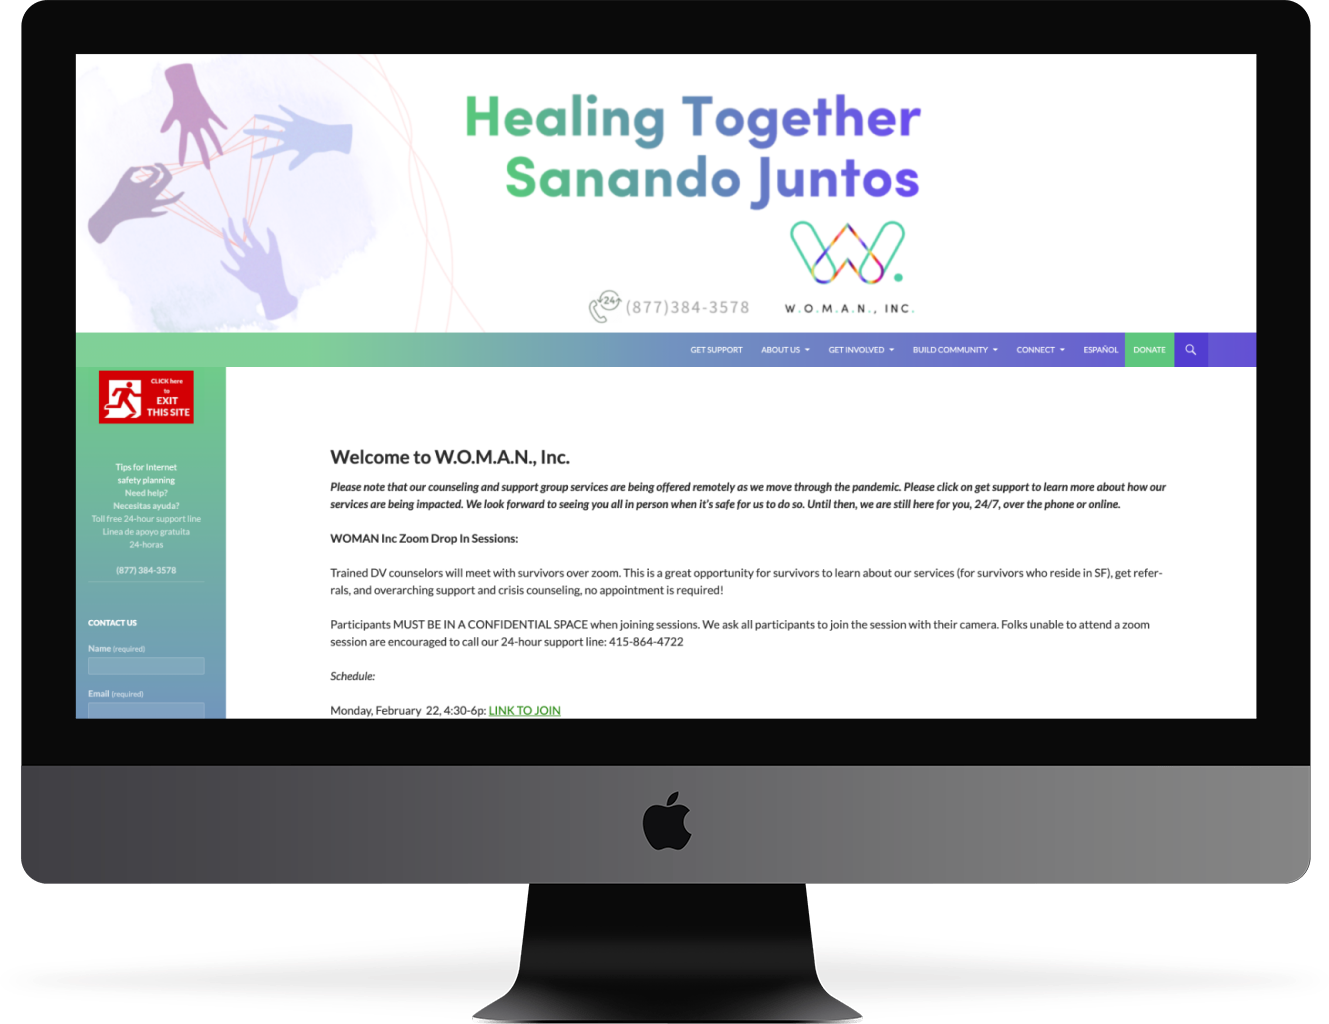 Healing Together
Sanando Juntos
24
(877)384-3578
W.O.M.A.N., INC.
GET SUPPORT ABOUT US GET INVOLVED BUILD COMMUNITY CONNECT ESPAÑOL DONATE
CLICK here
to
EXIT
THIS SITE
Tips for Internet
safety planning
Need help?
Necesitas ayuda?
Toll free 24-hour support line
Línea de apoyo gratuita
24-horas
(877) 384-3578
CONTACT US
Name (required)
Email (required)
Welcome to W.O.M.A.N., Inc.
Please note that our counseling and support group services are being offered remotely as we move through the pandemic. Please click on get support to learn more about how our
services are being impacted. We look forward to seeing you all in person when it's safe for us to do so. Until then, we are still here for you, 24/7, over the phone or online.
WOMAN Inc Zoom Drop In Sessions:
Trained DV counselors will meet with survivors over zoom. This is a great opportunity for survivors to learn about our services (for survivors who reside in SF), get refer-
rals, and overarching support and crisis counseling, no appointment is required!
Participants MUST BE IN A CONFIDENTIAL SPACE when joining sessions. We ask all participants to join the session with their camera. Folks unable to attend a zoom
session are encouraged to call our 24-hour support line: 415-864-4722
Schedule:
Monday, February 22, 4:30-6p: LINK TO JOIN